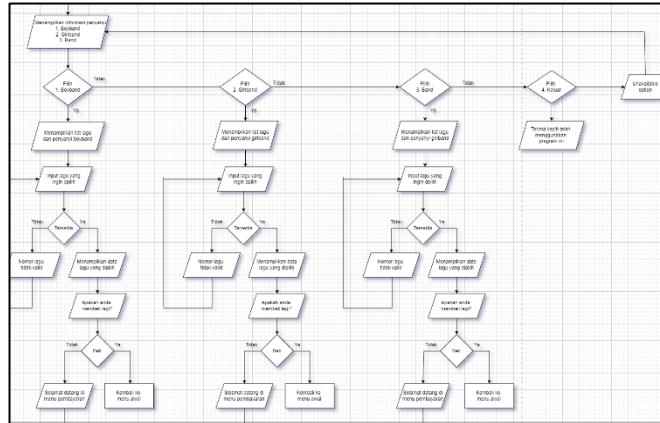 Menampilkan informasi penyanyi
1. Boyband
2. Girlband
3. Band
Pilih
1. Boyband
Tidak
Pilih
2. Girlband
Tidak
Pilih
3. Band
Tidak
Pilih
4. Keluar
Unavailable
option
Ya
Ya
Ya
Menampilkan list lagu
dan penyanyi boyband
Menampilkan list lagu
dan penyanyi girlband
Menampilkan list lagu
dan penyanyi girlband
Terima kasih telah
menggunakan
program ini
Input lagu yang
ingin dipilih
Input lagu yang
ingin dipilih
Input lagu yang
ingin dipilih
Tidak
Tersedia
Ya
Tidak
Tersedia
Ya
Tidak
Tersedia
Ya
Nomor lagu
tidak valid
Menampilkan data
lagu yang dipilih
Nomor lagu
tidak valid
Menampilkan data
lagu yang dipilih
Nomor lagu
tidak valid
Menampilkan data
lagu yang dipilih
Apakah anda
membeli lagi?
Apakah anda
membeli lagi?
Apakah anda
membeli lagi?
Tidak
Beli
Ya
Tidak
Beli
Ya
Tidak
Beli
Ya
Selamat datang di
menu pembayaran
Kembali ke
menu awal
Selamat datang di
menu pembayaran
Kembali ke
menu awal
Selamat datang di
menu pembayaran
Kembali ke
menu awal